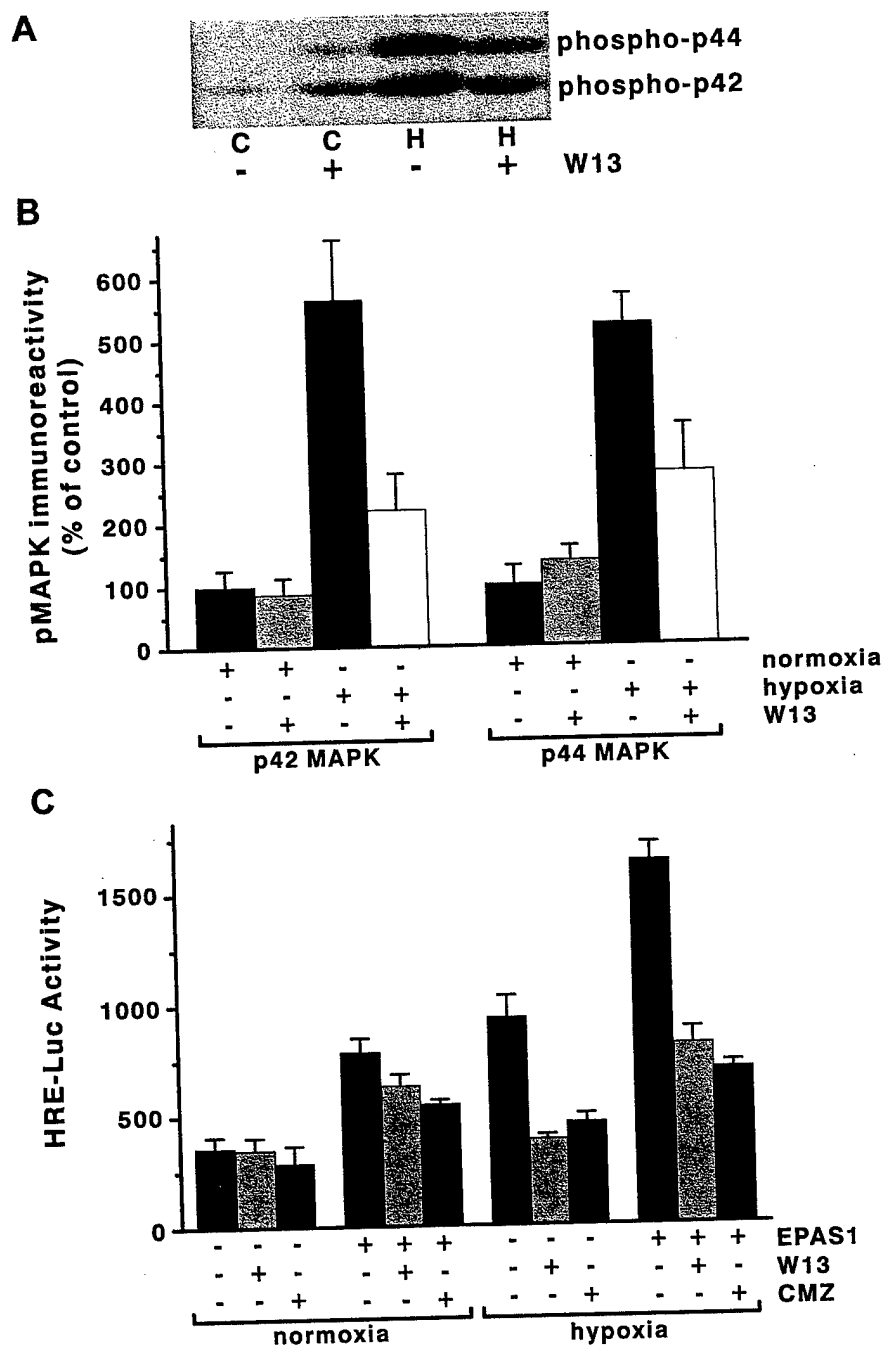 A
phospho-p44
phospho-p42
C C H H
- + - + W13
B
pMAPK immunoreactivity
(% of control)
600
500
400
300
200
100
0
+ + - - + + - - normoxia
- - + + - - + + hypoxia
- + - + - + - + W13
p42 MAPK p44 MAPK
C
HRE-Luc Activity
1500
1000
500
0
- - - + + + - - - + + + EPAS1
- + - - + - - + - - + - W13
- - + - - + - - + - - + CMZ
normoxia hypoxia